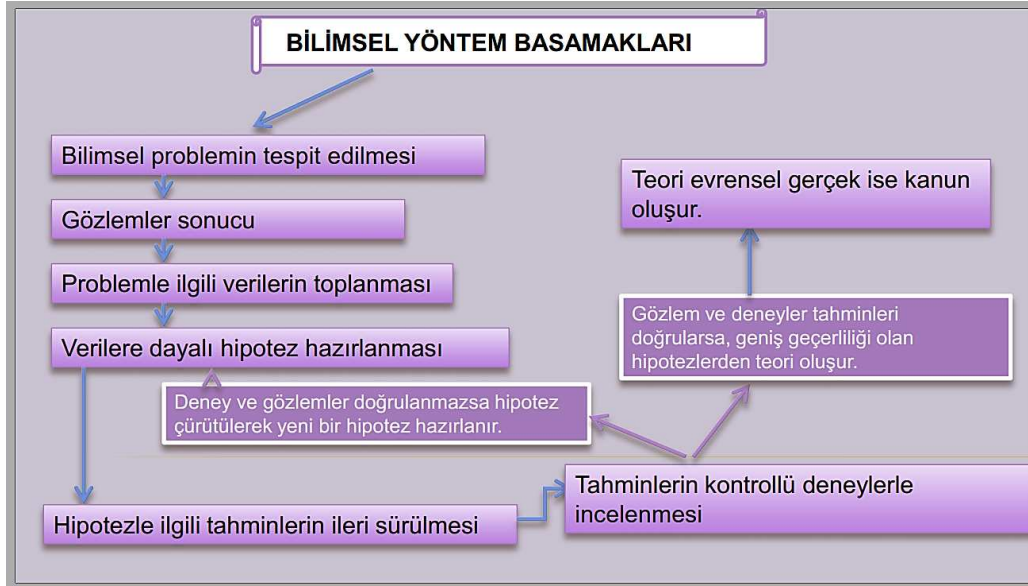 BİLİMSEL YÖNTEM BASAMAKLARI
Bilimsel problemin tespit edilmesi
Gözlemler sonucu
Problemle ilgili verilerin toplanması
Verilere dayalı hipotez hazırlanması
Deney ve gözlemler doğrulanmazsa hipotez
çürütülerek yeni bir hipotez hazırlanır.
Hipotezle ilgili tahminlerin ileri sürülmesi
Tahminlerin kontrollü deneylerle
incelenmesi
Gözlem ve deneyler tahminleri
doğrularsa, geniş geçerliliği olan
hipotezlerden teori oluşur.
Teori evrensel gerçek ise kanun
oluşur.